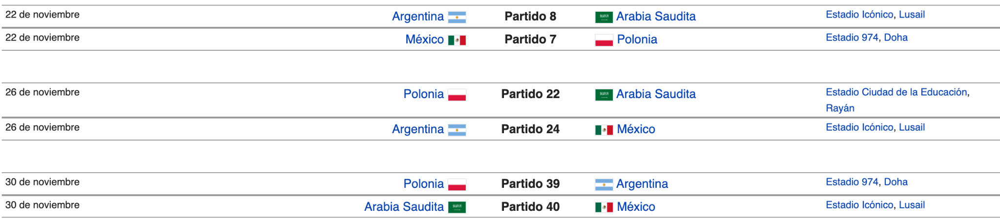 22 de noviembre Argentina Partido 8 Arabia Saudita Estadio Icónico, Lusail
22 de noviembre México Partido 7 Polonia Estadio 974, Doha
26 de noviembre Polonia Partido 22 Arabia Saudita Estadio Ciudad de la Educación,
Rayán
26 de noviembre Argentina Partido 24 México Estadio Icónico, Lusail
30 de noviembre Polonia Partido 39 Argentina Estadio 974, Doha
30 de noviembre Arabia Saudita Partido 40 México Estadio Icónico, Lusail